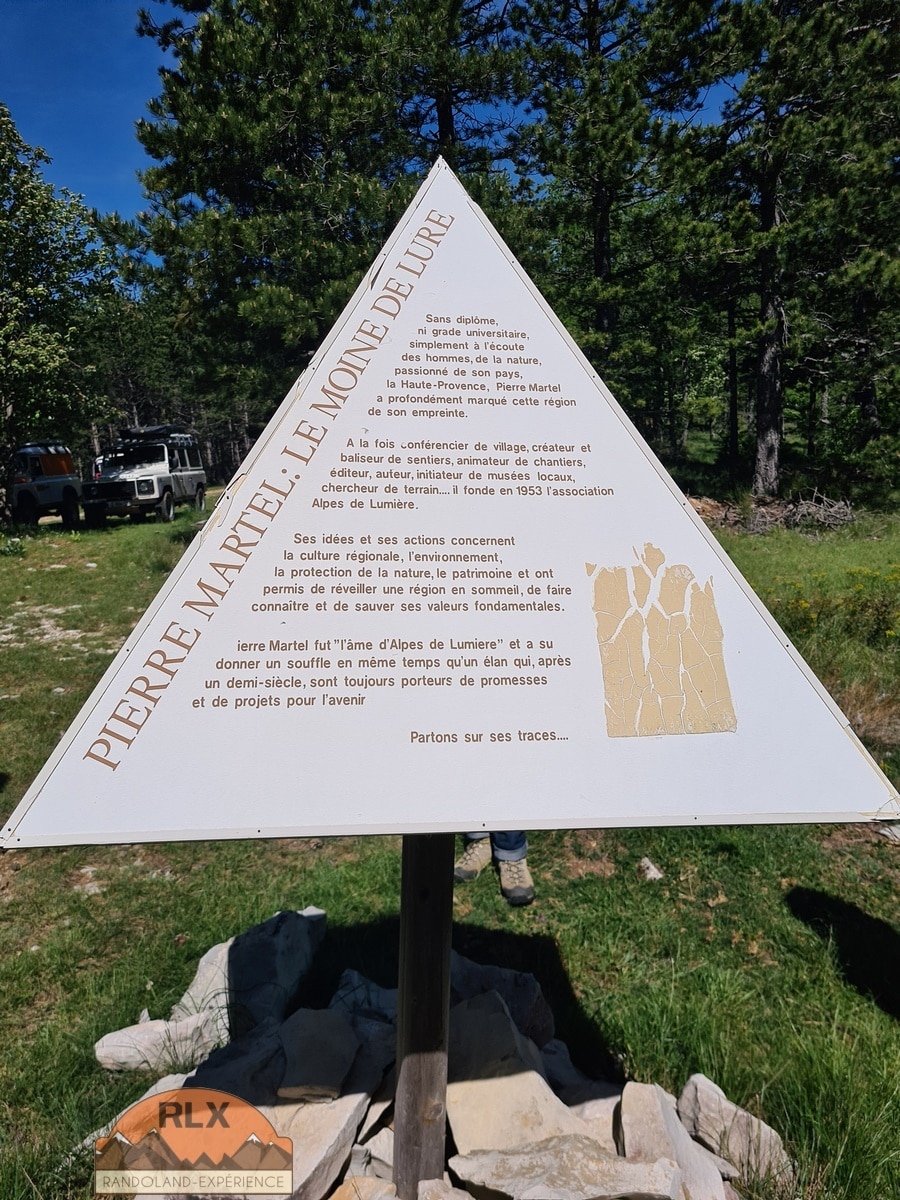 PIERRE MARTEL: LE MOINE DE LURE
Sans diplôme,
ni grade universitaire,
simplement à l'écoute
des hommes, de la nature,
passionné de son pays,
la Haute-Provence, Pierre Martel
a profondément marqué cette région
de son empreinte.
A la fois conférencier de village, créateur et
baliseur de sentiers, animateur de chantiers,
éditeur, auteur, initiateur de musées locaux,
chercheur de terrain.... il fonde en 1953 l'association
Alpes de Lumière.
Ses idées et ses actions concernent
la culture régionale, l'environnement,
la protection de la nature, le patrimoine et ont
permis de réveiller une région en sommeil, de faire
connaître et de sauver ses valeurs fondamentales.
ierre Martel fut "l'âme d'Alpes de Lumiere" et a su
donner un souffle en même temps qu'un élan qui, après
un demi-siècle, sont toujours porteurs de promesses
et de projets pour l'avenir
Partons sur ses traces....
RLX
RANDOLAND-EXPÉRIENCE